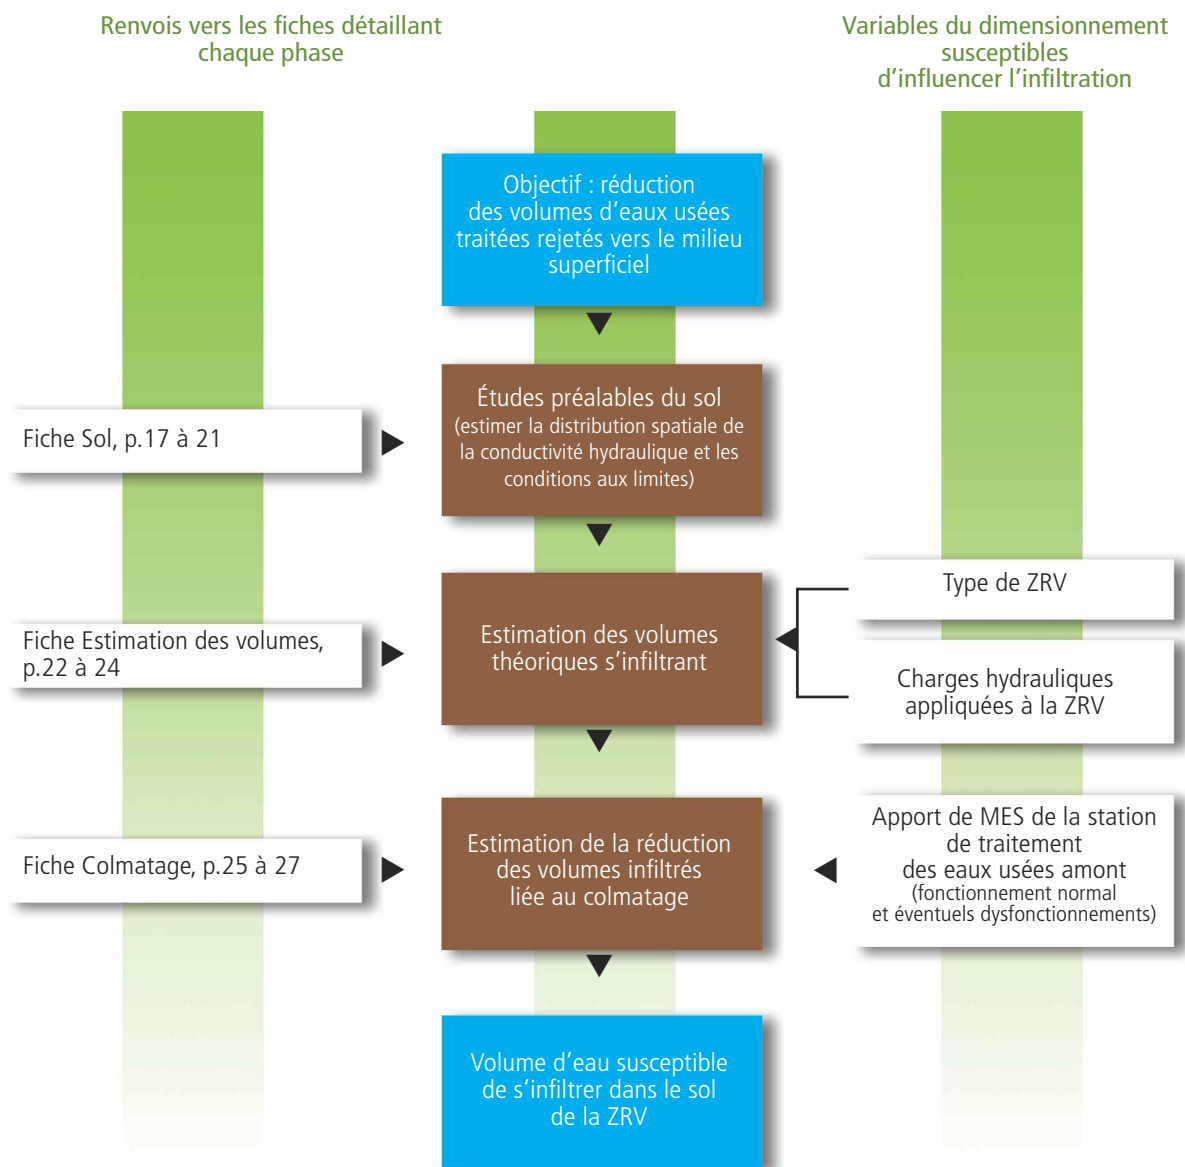 Renvois vers les fiches détaillant
chaque phase
Variables du dimensionnement
susceptibles
d’influencer l’infiltration
Objectif : réduction
des volumes d’eaux usées
traitées rejetés vers le milieu
superficiel
Fiche Sol, p.17 à 21
Études préalables du sol
(estimer la distribution spatiale de
la conductivité hydraulique et les
conditions aux limites)
Fiche Estimation des volumes,
p.22 à 24
Estimation des volumes
théoriques s’infiltrant
Type de ZRV
Charges hydrauliques
appliquées à la ZRV
Fiche Colmatage, p.25 à 27
Estimation de la réduction
des volumes infiltrés
liée au colmatage
Apport de MES de la station
de traitement
des eaux usées amont
(fonctionnement normal
et éventuels dysfonctionnements)
Volume d’eau susceptible
de s’infiltrer dans le sol
de la ZRV